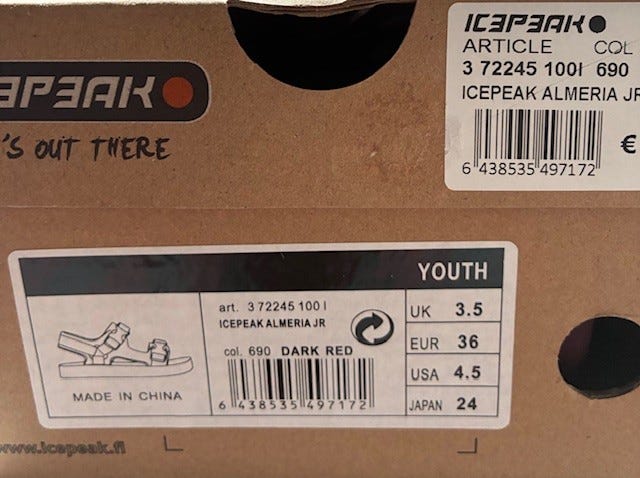 ICEPEAK
ARTICLE COL
3 72245 100I 690
ICEPEAK ALMERIA JR
6 438535 497172
€
EPEAK
'S OUT THERE
YOUTH
art. 3 72245 100 I
ICEPEAK ALMERIA JR
col. 690 DARK RED
6 438535 497172
MADE IN CHINA
UK 3.5
EUR 36
USA 4.5
JAPAN 24
www.icepeak.fi